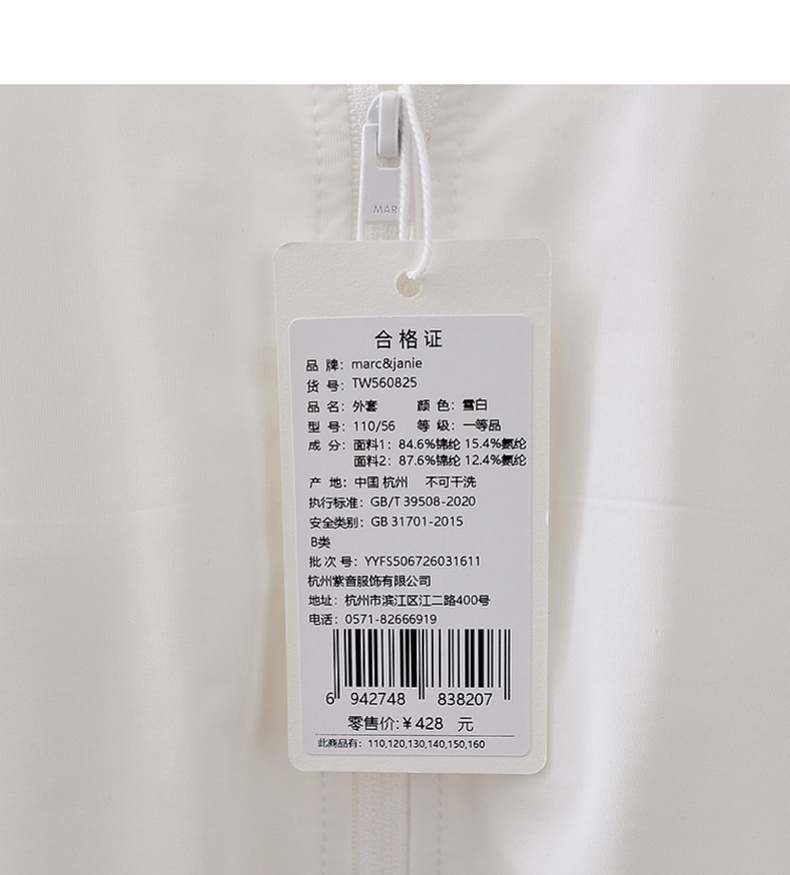 MARC
合格证
品 牌：marc&janie
货 号：TW560825
品 名：外套 颜 色：雪白
型 号：110/56 等 级：一等品
成 分：面料1：84.6%锦纶 15.4%氨纶
面料2：87.6%锦纶 12.4%氨纶
产 地：中国 杭州 不可干洗
执行标准：GB/T 39508-2020
安全类别：GB 31701-2015
B类
批 次 号：YYFS506726031611
杭州紫音服饰有限公司
地址：杭州市滨江区江二路400号
电话：0571-82666919
6 942748 838207
零售价:￥428 元
此商品有：110,120,130,140,150,160